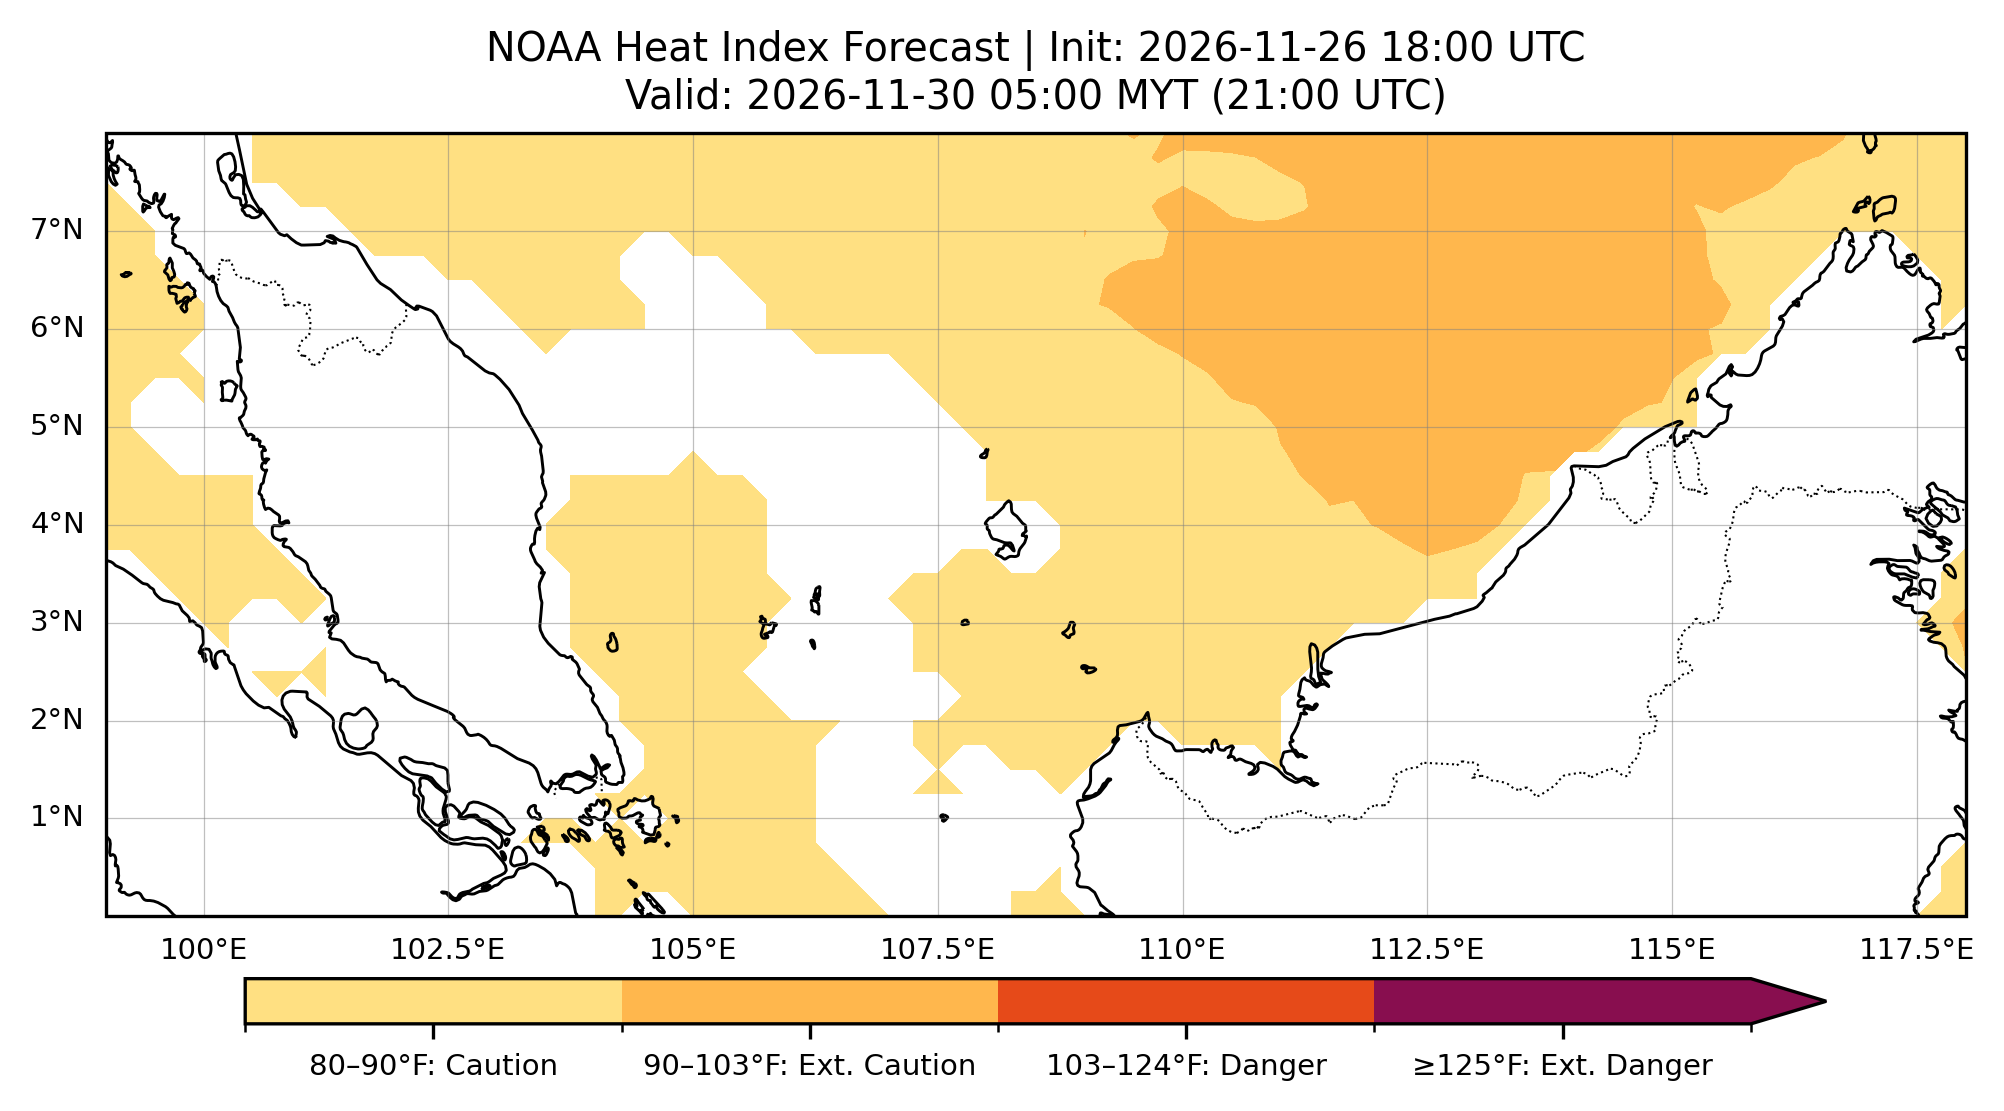 NOAA Heat Index Forecast | Init: 2026-11-26 18:00 UTC
Valid: 2026-11-30 05:00 MYT (21:00 UTC)
7°N
6°N
5°N
4°N
3°N
2°N
1°N
100°E 102.5°E 105°E 107.5°E 110°E 112.5°E 115°E 117.5°E
80–90°F: Caution 90–103°F: Ext. Caution 103–124°F: Danger ≥125°F: Ext. Danger